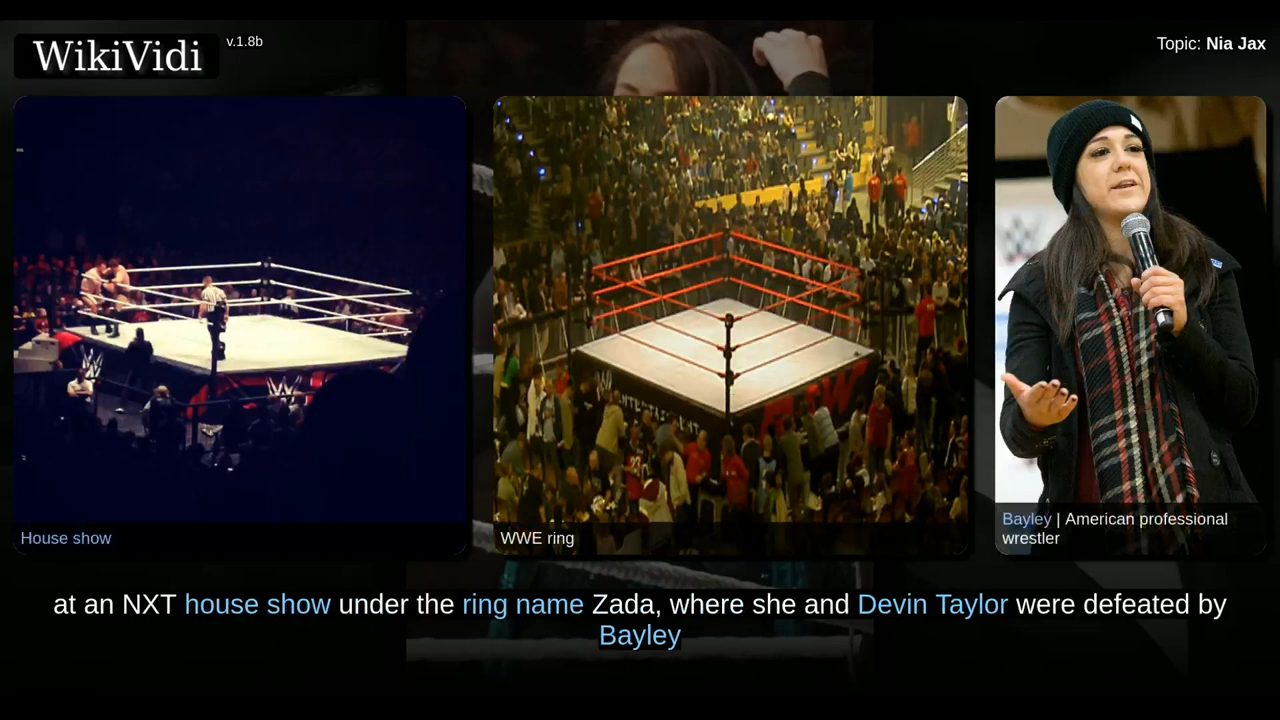 WikiVidi
v.1.8b
Topic: Nia Jax
House show
WWE ring
Bayley | American professional
wrestler
at an NXT house show under the ring name Zada, where she and Devin Taylor were defeated by
Bayley